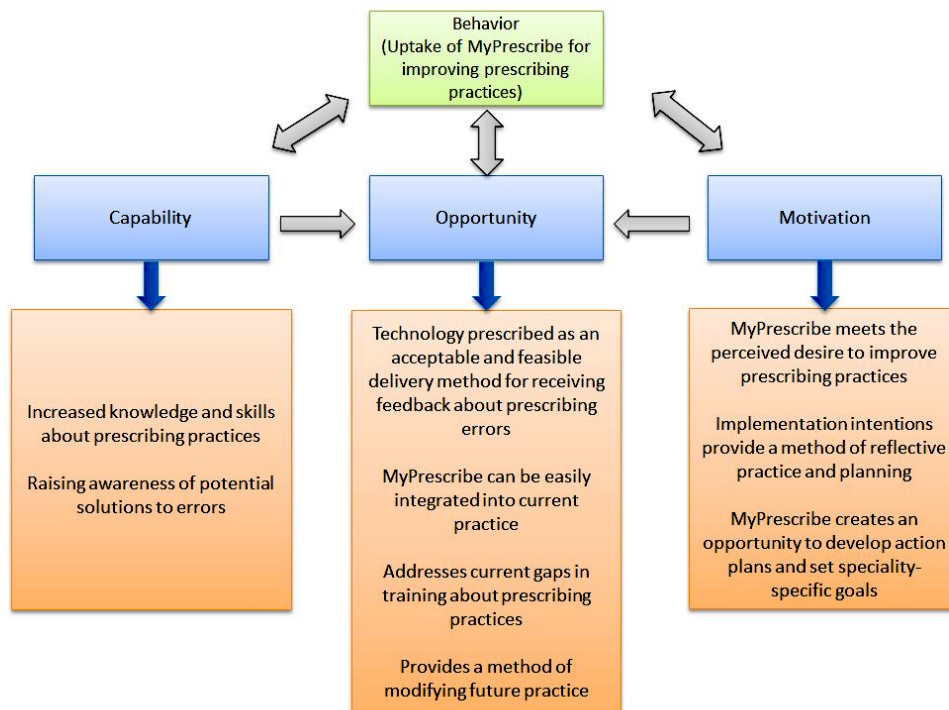 Behavior
(Uptake of MyPrescribe for
improving prescribing
practices)
Capability
Opportunity
Motivation
Increased knowledge and skills
about prescribing practices
Raising awareness of potential
solutions to errors
Technology prescribed as an
acceptable and feasible
delivery method for receiving
feedback about prescribing
errors
MyPrescribe can be easily
integrated into current
practice
Addresses current gaps in
training about prescribing
practices
Provides a method of
modifying future practice
MyPrescribe meets the
perceived desire to improve
prescribing practices
Implementation intentions
provide a method of reflective
practice and planning
MyPrescribe creates an
opportunity to develop action
plans and set speciality-
specific goals